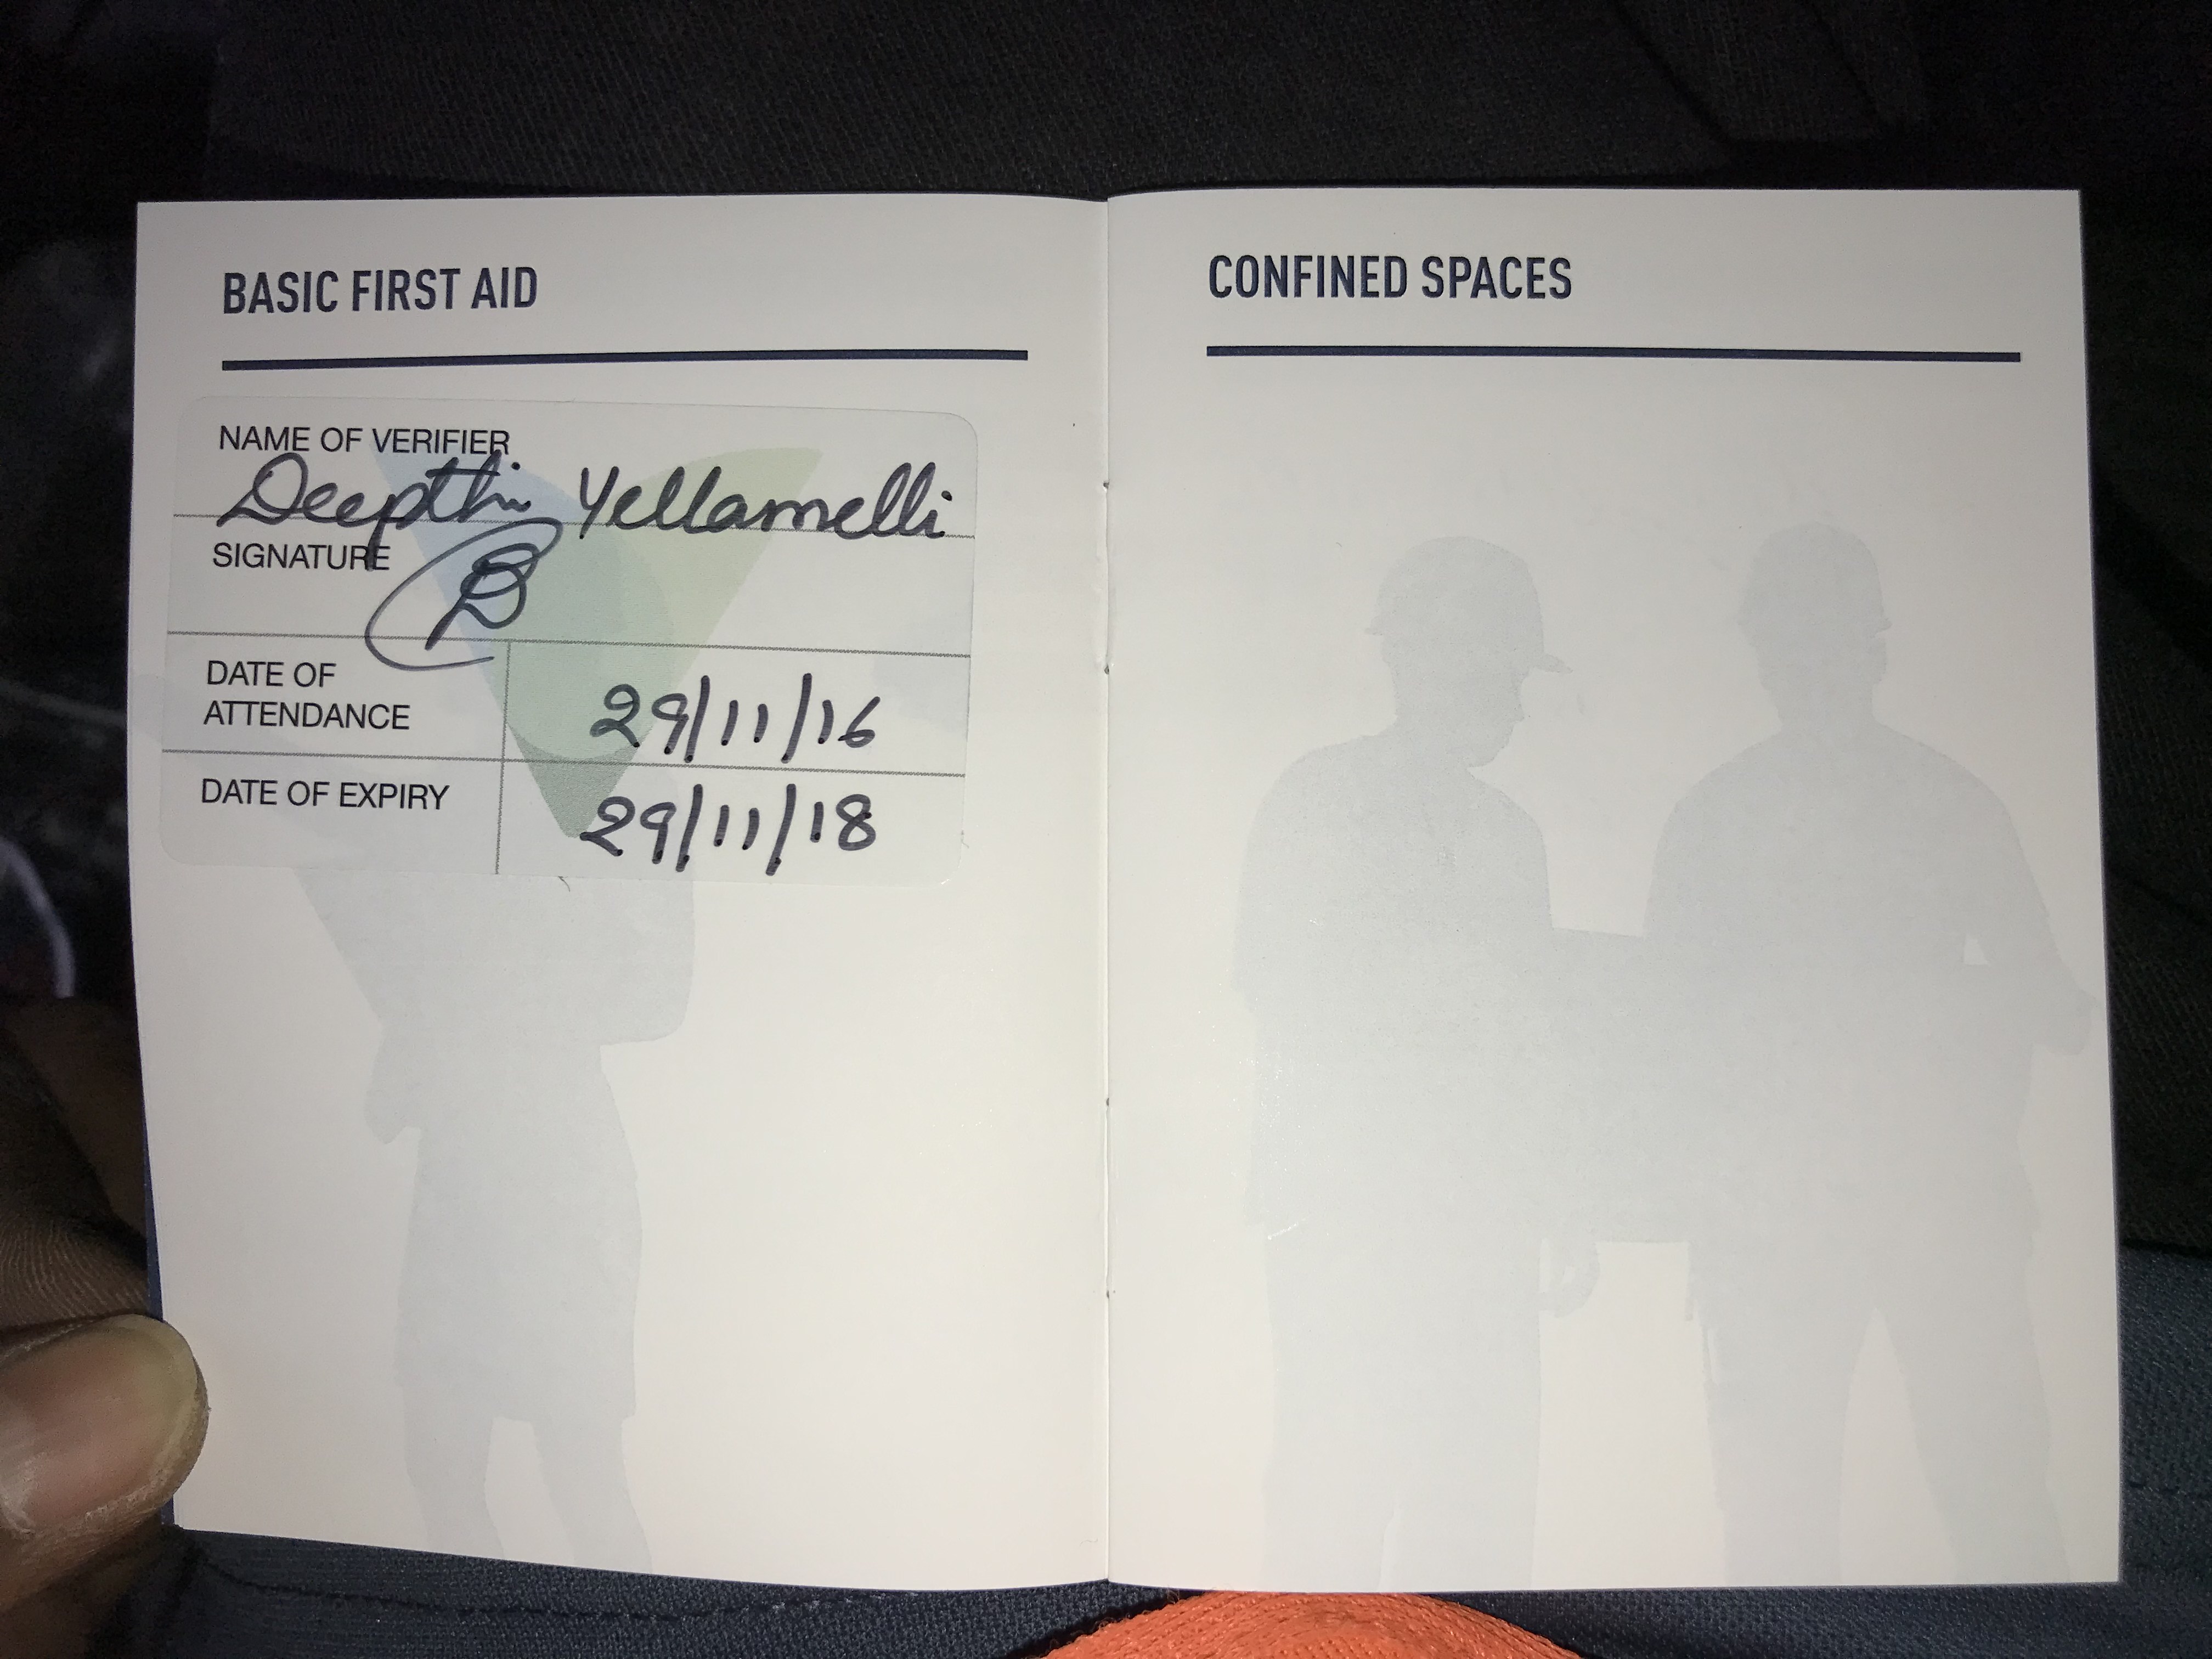 BASIC FIRST AID
NAME OF VERIFIER
Deepthi Yellamelli
SIGNATURE
DATE OF
ATTENDANCE
29/11/16
DATE OF EXPIRY
29/11/18
CONFINED SPACES